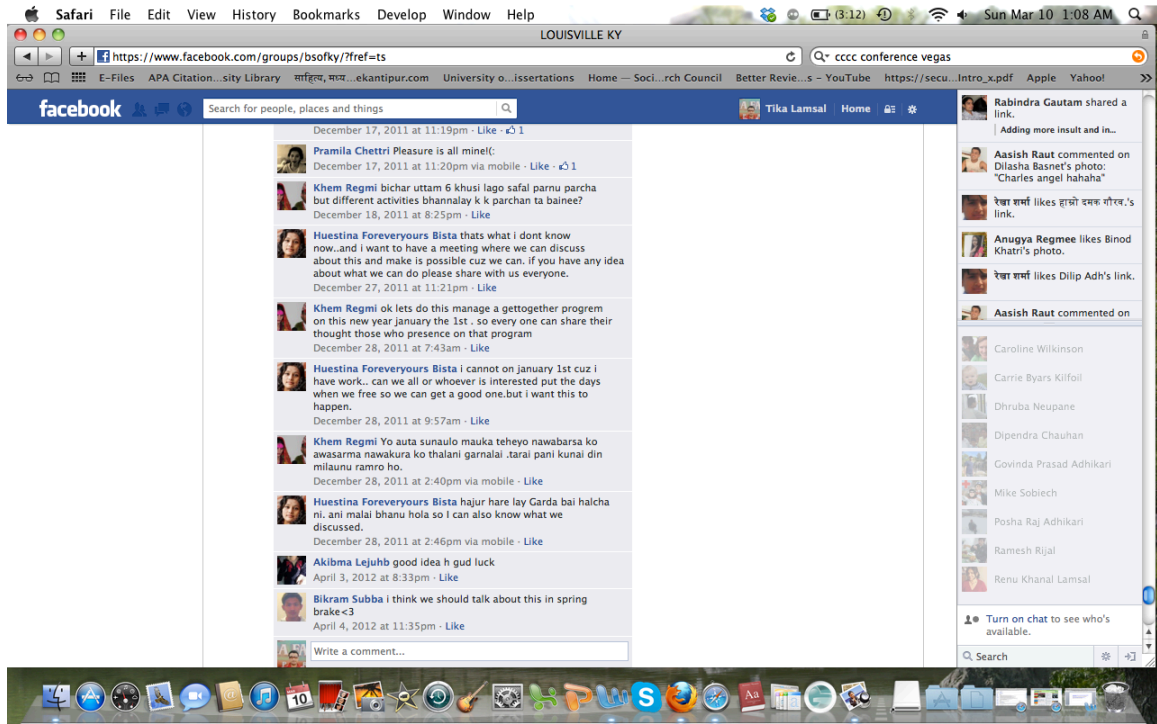 Safari File Edit View History Bookmarks Develop Window Help (3:12) Sun Mar 10 1:08 AM
LOUISVILLE KY
https://www.facebook.com/groups/bsofky/?fref=ts
cccc conference vegas
E-Files APA Citation...sity Library साहित्य, मध्य...ekantipur.com University o...issertations Home — Soci...rch Council Better Revie...s – YouTube https://secu...Intro_x.pdf Apple Yahoo!
facebook Search for people, places and things Tika Lamsal Home
December 17, 2011 at 11:19pm · Like · 1
Pramila Chettri Pleasure is all mine!(:
December 17, 2011 at 11:20pm via mobile · Like · 1
Khem Regmi bichar uttam 6 khusi lago safal parnu parcha
but different activities bhannalay k k parchan ta bainee?
December 18, 2011 at 8:25pm · Like
Huestina Foreveryours Bista thats what i dont know
now..and i want to have a meeting where we can discuss
about this and make is possible cuz we can. if you have any idea
about what we can do please share with us everyone.
December 27, 2011 at 11:21pm · Like
Khem Regmi ok lets do this manage a gettogether progrem
on this new year january the 1st . so every one can share their
thought those who presence on that program
December 28, 2011 at 7:43am · Like
Huestina Foreveryours Bista i cannot on january 1st cuz i
have work.. can we all or whoever is interested put the days
when we free so we can get a good one.but i want this to
happen.
December 28, 2011 at 9:57am · Like
Khem Regmi Yo auta sunaulo mauka teheyo nawabarsa ko
awasarma nawakura ko thalani garnalai .tarai pani kunai din
milaunu ramro ho.
December 28, 2011 at 2:40pm via mobile · Like
Huestina Foreveryours Bista hajur hare lay Garda bai halcha
ni. ani malai bhanu hola so I can also know what we
discussed.
December 28, 2011 at 2:46pm via mobile · Like
Akibma Lejuhb good idea h gud luck
April 3, 2012 at 8:33pm · Like
Bikram Subba i think we should talk about this in spring
brake<3
April 4, 2012 at 11:35pm · Like
Write a comment...
Rabindra Gautam shared a
link.
Adding more insult and in...
Aasish Raut commented on
Dilasha Basnet's photo:
"Charles angel hahaha"
रेखा शर्मा likes हाम्रो दमक गौरव.'s
link.
Anugya Regmee likes Binod
Khatri's photo.
रेखा शर्मा likes Dilip Adh's link.
Aasish Raut commented on
Caroline Wilkinson
Carrie Byars Kilfoil
Dhruba Neupane
Dipendra Chauhan
Govinda Prasad Adhikari
Mike Sobiech
Posha Raj Adhikari
Ramesh Rijal
Renu Khanal Lamsal
Turn on chat to see who's
available.
Search